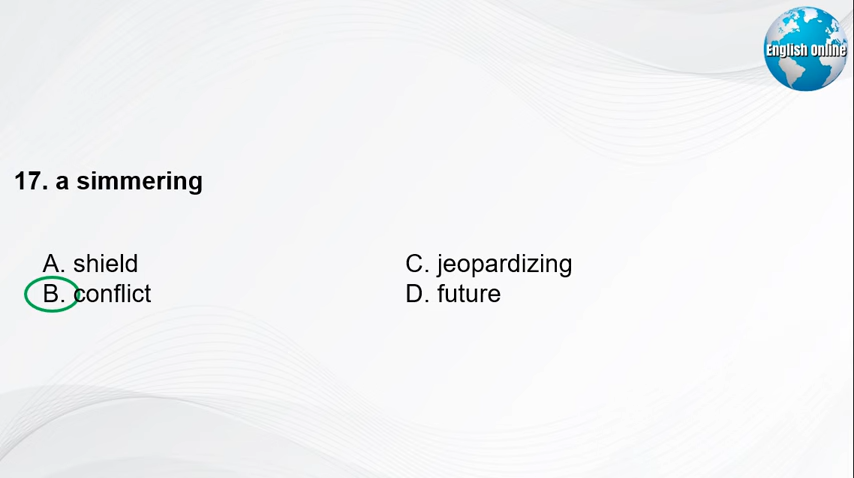 English Online
17. a simmering
A. shield
B. conflict
C. jeopardizing
D. future